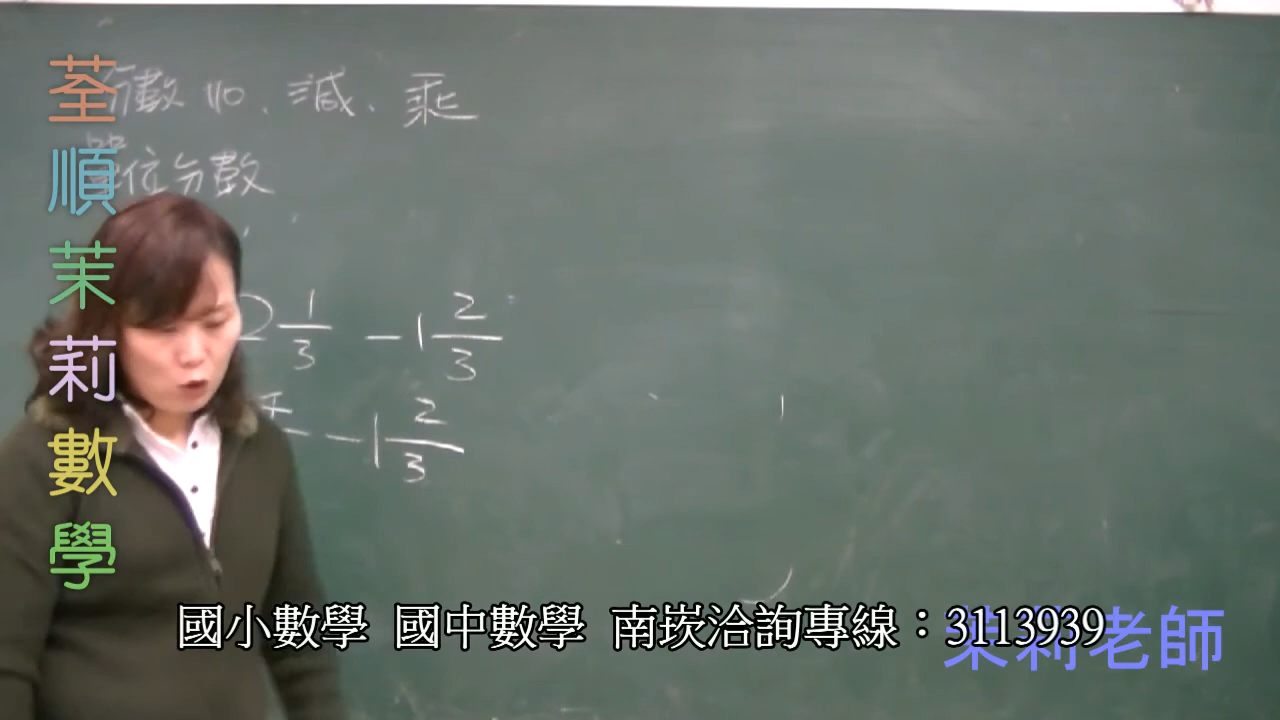 荃順茉莉數學
分數加、減、乘
單位分數
2 1/3 - 1 2/3
- 1 2/3
國小數學 國中數學 南崁洽詢專線：3113939
茉莉老師